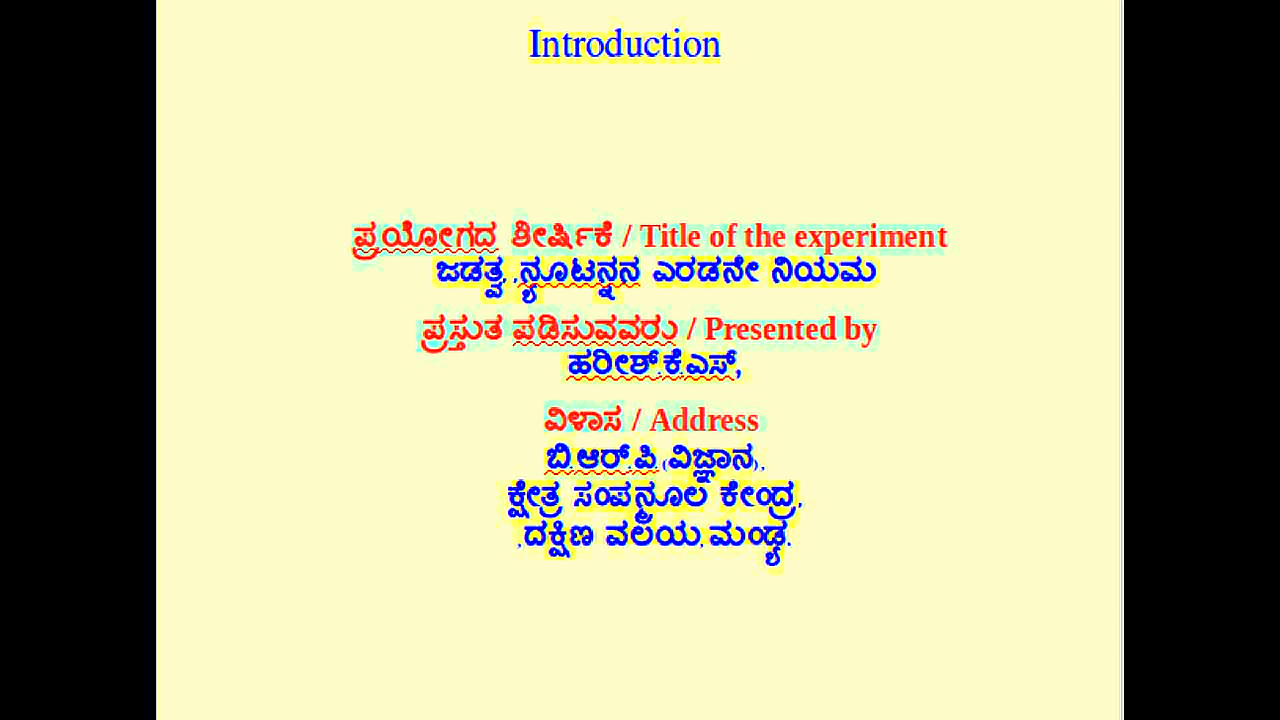 Introduction
ಪ್ರಯೋಗದ ಶೀರ್ಷಿಕೆ / Title of the experiment
ಜಡತ್ವ ,ನ್ಯೂಟನ್ನನ ಎರಡನೇ ನಿಯಮ
ಪ್ರಸ್ತುತ ಪಡಿಸುವವರು / Presented by
ಹರೀಶ್.ಕೆ.ಎಸ್,
ವಿಳಾಸ / Address
ಬಿ.ಆರ್.ಪಿ.(ವಿಜ್ಞಾನ),
ಕ್ಷೇತ್ರ ಸಂಪನ್ಮೂಲ ಕೇಂದ್ರ,
,ದಕ್ಷಿಣ ವಲಯ,ಮಂಡ್ಯ.